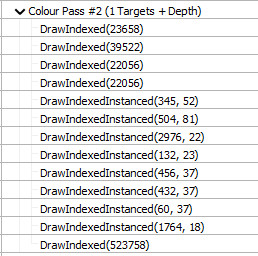 Colour Pass #2 (1 Targets + Depth)
DrawIndexed(23658)
DrawIndexed(39522)
DrawIndexed(22056)
DrawIndexed(22056)
DrawIndexedInstanced(345, 52)
DrawIndexedInstanced(504, 81)
DrawIndexedInstanced(2976, 22)
DrawIndexedInstanced(132, 23)
DrawIndexedInstanced(456, 37)
DrawIndexedInstanced(432, 37)
DrawIndexedInstanced(60, 37)
DrawIndexedInstanced(1764, 18)
DrawIndexed(523758)